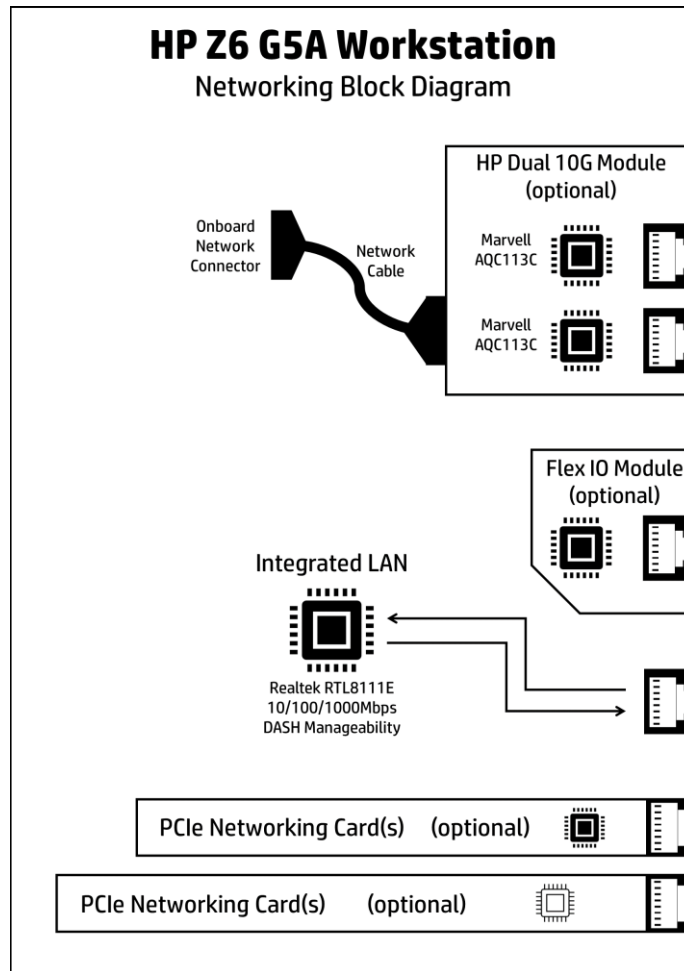 HP Z6 G5A Workstation
Networking Block Diagram
HP Dual 10G Module
(optional)
Onboard
Network
Connector
Network
Cable
Marvell
AQC113C
Marvell
AQC113C
Flex IO Module
(optional)
Integrated LAN
Realtek RTL8111E
10/100/1000Mbps
DASH Manageability
PCIe Networking Card(s) (optional)
PCIe Networking Card(s) (optional)